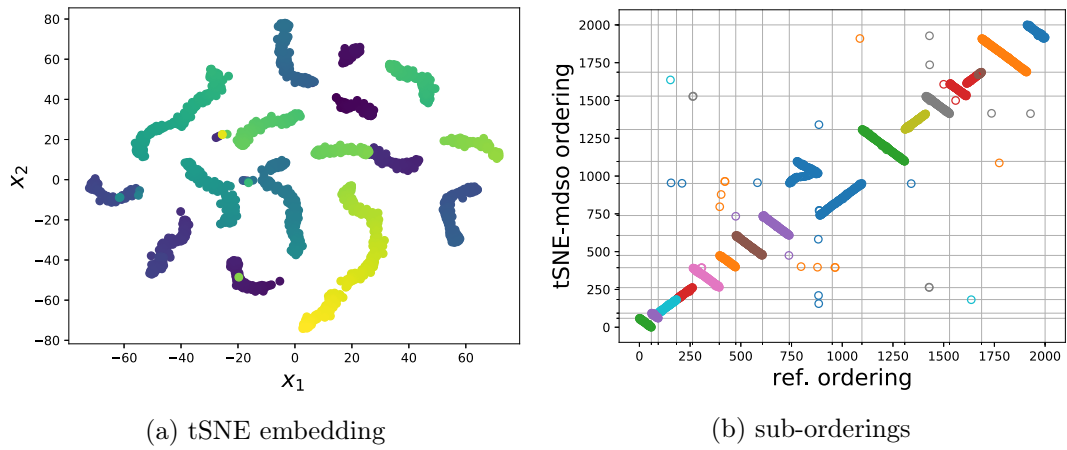 80
60
40
20
0
−20
−40
−60
−80
x₂
−60 −40 −20 0 20 40 60
x₁
(a) tSNE embedding
2000
1750
1500
1250
1000
750
500
250
0
tSNE-mdso ordering
0 250 500 750 1000 1250 1500 1750 2000
ref. ordering
(b) sub-orderings